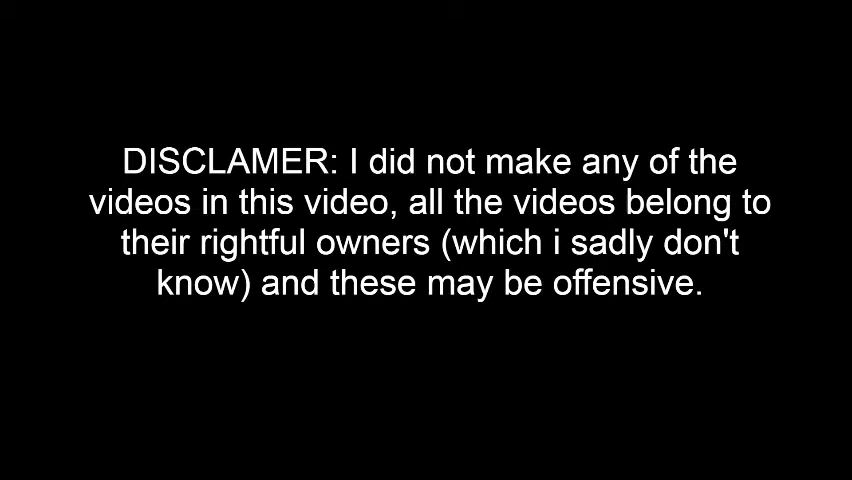 DISCLAMER: I did not make any of the
videos in this video, all the videos belong to
their rightful owners (which i sadly don't
know) and these may be offensive.